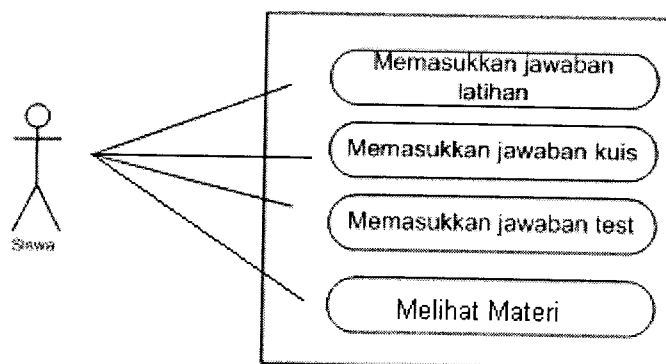 Memasukkan jawaban
latihan
Memasukkan jawaban kuis
Memasukkan jawaban test
Siswa
Melihat Materi